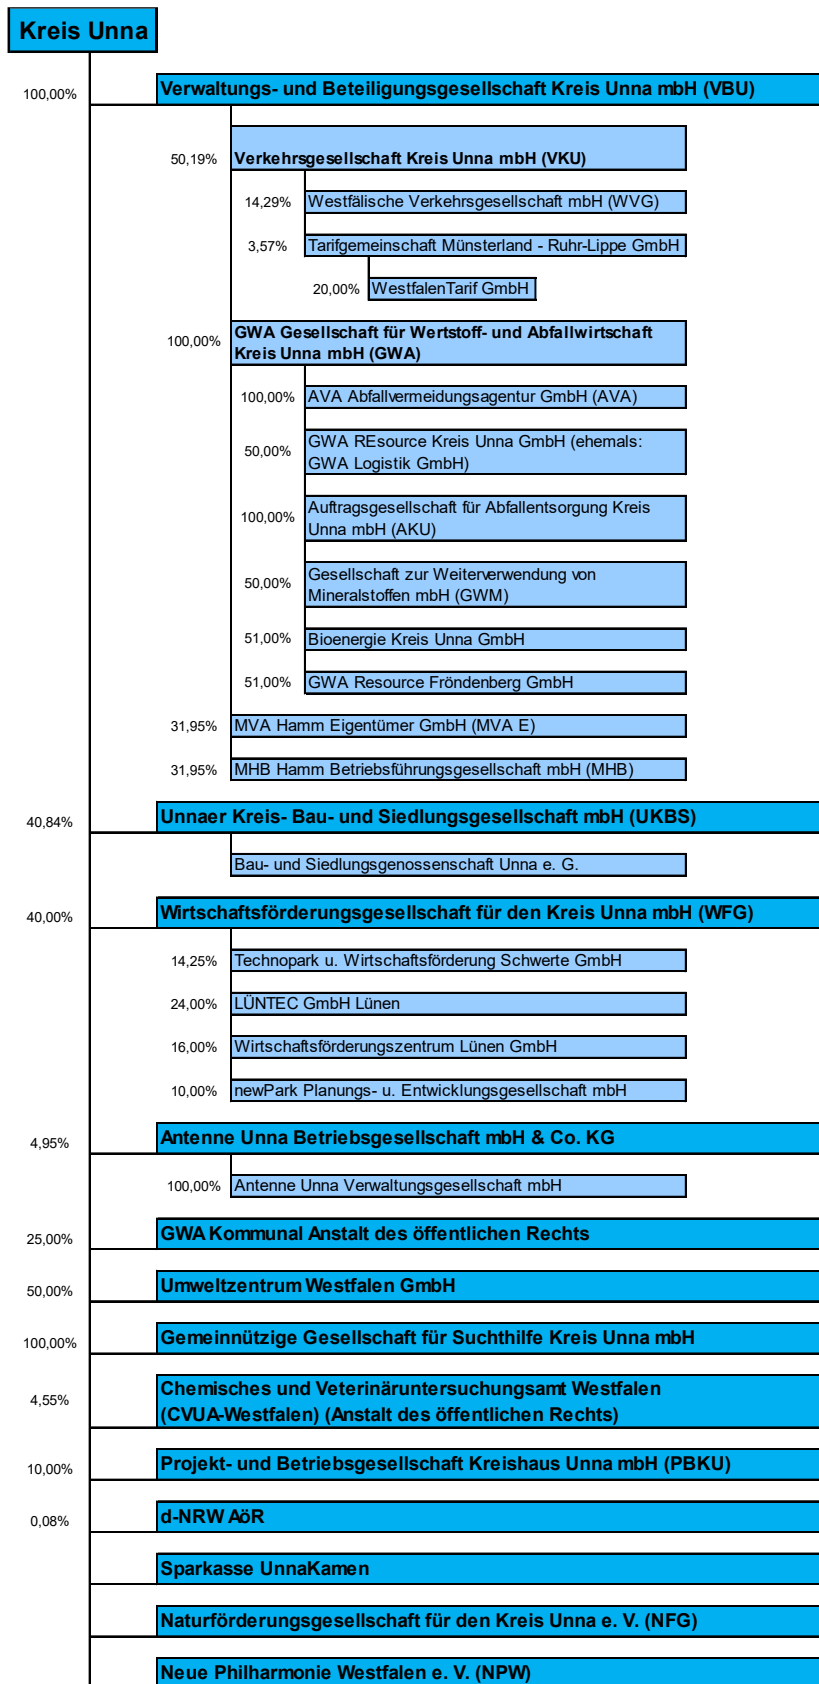 Kreis Unna
100,00%
Verwaltungs- und Beteiligungsgesellschaft Kreis Unna mbH (VBU)
50,19%
Verkehrsgesellschaft Kreis Unna mbH (VKU)
14,29%
Westfälische Verkehrsgesellschaft mbH (WVG)
3,57%
Tarifgemeinschaft Münsterland - Ruhr-Lippe GmbH
20,00%
WestfalenTarif GmbH
100,00%
GWA Gesellschaft für Wertstoff- und Abfallwirtschaft
Kreis Unna mbH (GWA)
100,00%
AVA Abfallvermeidungsagentur GmbH (AVA)
50,00%
GWA REsource Kreis Unna GmbH (ehemals:
GWA Logistik GmbH)
100,00%
Auftragsgesellschaft für Abfallentsorgung Kreis
Unna mbH (AKU)
50,00%
Gesellschaft zur Weiterverwendung von
Mineralstoffen mbH (GWM)
51,00%
Bioenergie Kreis Unna GmbH
51,00%
GWA Resource Fröndenberg GmbH
31,95%
MVA Hamm Eigentümer GmbH (MVA E)
31,95%
MHB Hamm Betriebsführungsgesellschaft mbH (MHB)
40,84%
Unnaer Kreis- Bau- und Siedlungsgesellschaft mbH (UKBS)
Bau- und Siedlungsgenossenschaft Unna e. G.
40,00%
Wirtschaftsförderungsgesellschaft für den Kreis Unna mbH (WFG)
14,25%
Technopark u. Wirtschaftsförderung Schwerte GmbH
24,00%
LÜNTEC GmbH Lünen
16,00%
Wirtschaftsförderungszentrum Lünen GmbH
10,00%
newPark Planungs- u. Entwicklungsgesellschaft mbH
4,95%
Antenne Unna Betriebsgesellschaft mbH & Co. KG
100,00%
Antenne Unna Verwaltungsgesellschaft mbH
25,00%
GWA Kommunal Anstalt des öffentlichen Rechts
50,00%
Umweltzentrum Westfalen GmbH
100,00%
Gemeinnützige Gesellschaft für Suchthilfe Kreis Unna mbH
4,55%
Chemisches und Veterinäruntersuchungsamt Westfalen
(CVUA-Westfalen) (Anstalt des öffentlichen Rechts)
10,00%
Projekt- und Betriebsgesellschaft Kreishaus Unna mbH (PBKU)
0,08%
d-NRW AöR
Sparkasse UnnaKamen
Naturförderungsgesellschaft für den Kreis Unna e. V. (NFG)
Neue Philharmonie Westfalen e. V. (NPW)